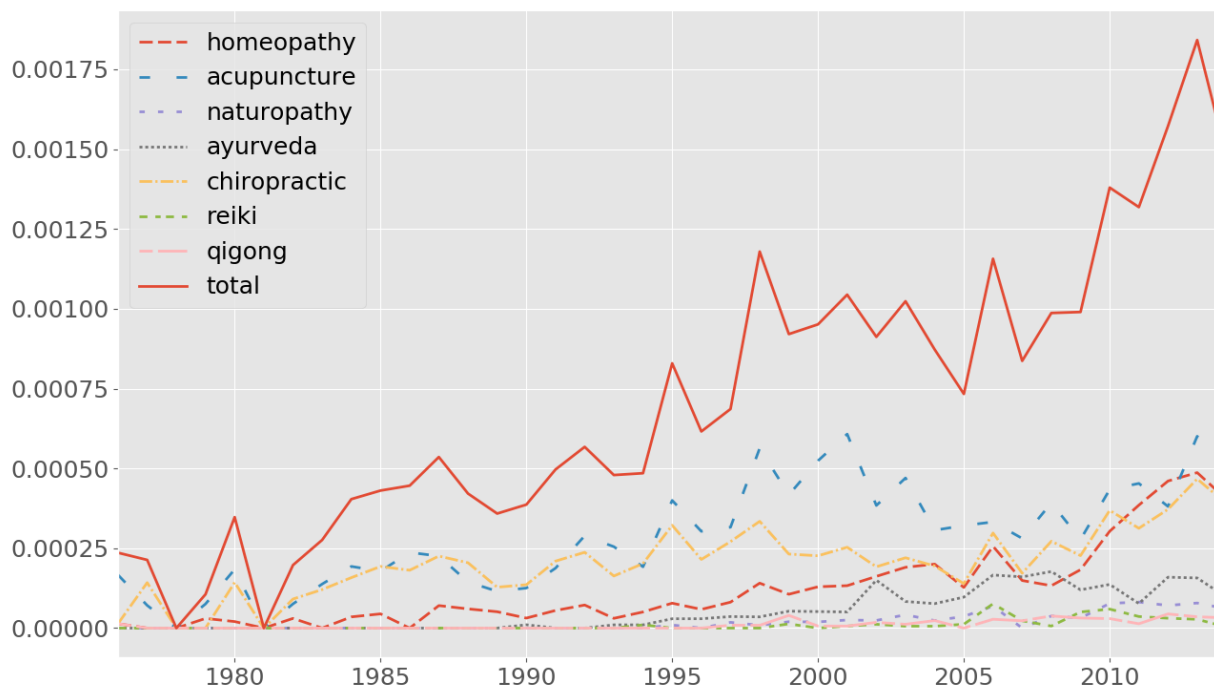 homeopathy
acupuncture
naturopathy
ayurveda
chiropractic
reiki
qigong
total
0.00175
0.00150
0.00125
0.00100
0.00075
0.00050
0.00025
0.00000
1980 1985 1990 1995 2000 2005 2010